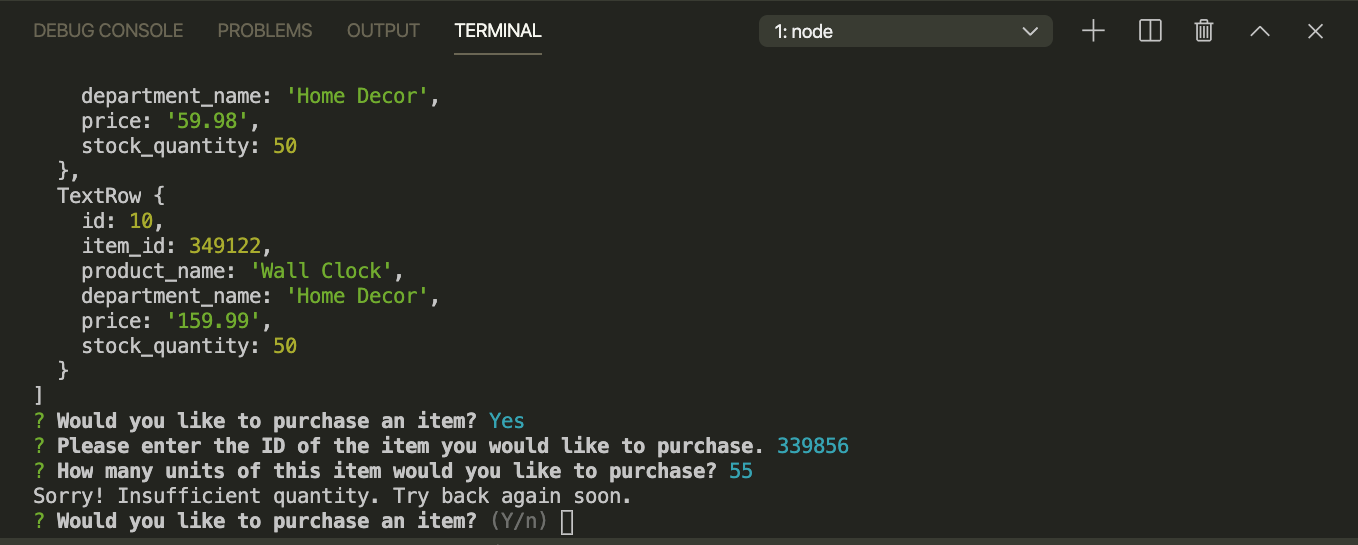 DEBUG CONSOLE PROBLEMS OUTPUT TERMINAL 1: node
department_name: 'Home Decor',
price: '59.98',
stock_quantity: 50
},
TextRow {
id: 10,
item_id: 349122,
product_name: 'Wall Clock',
department_name: 'Home Decor',
price: '159.99',
stock_quantity: 50
}
]
? Would you like to purchase an item? Yes
? Please enter the ID of the item you would like to purchase. 339856
? How many units of this item would you like to purchase? 55
Sorry! Insufficient quantity. Try back again soon.
? Would you like to purchase an item? (Y/n)